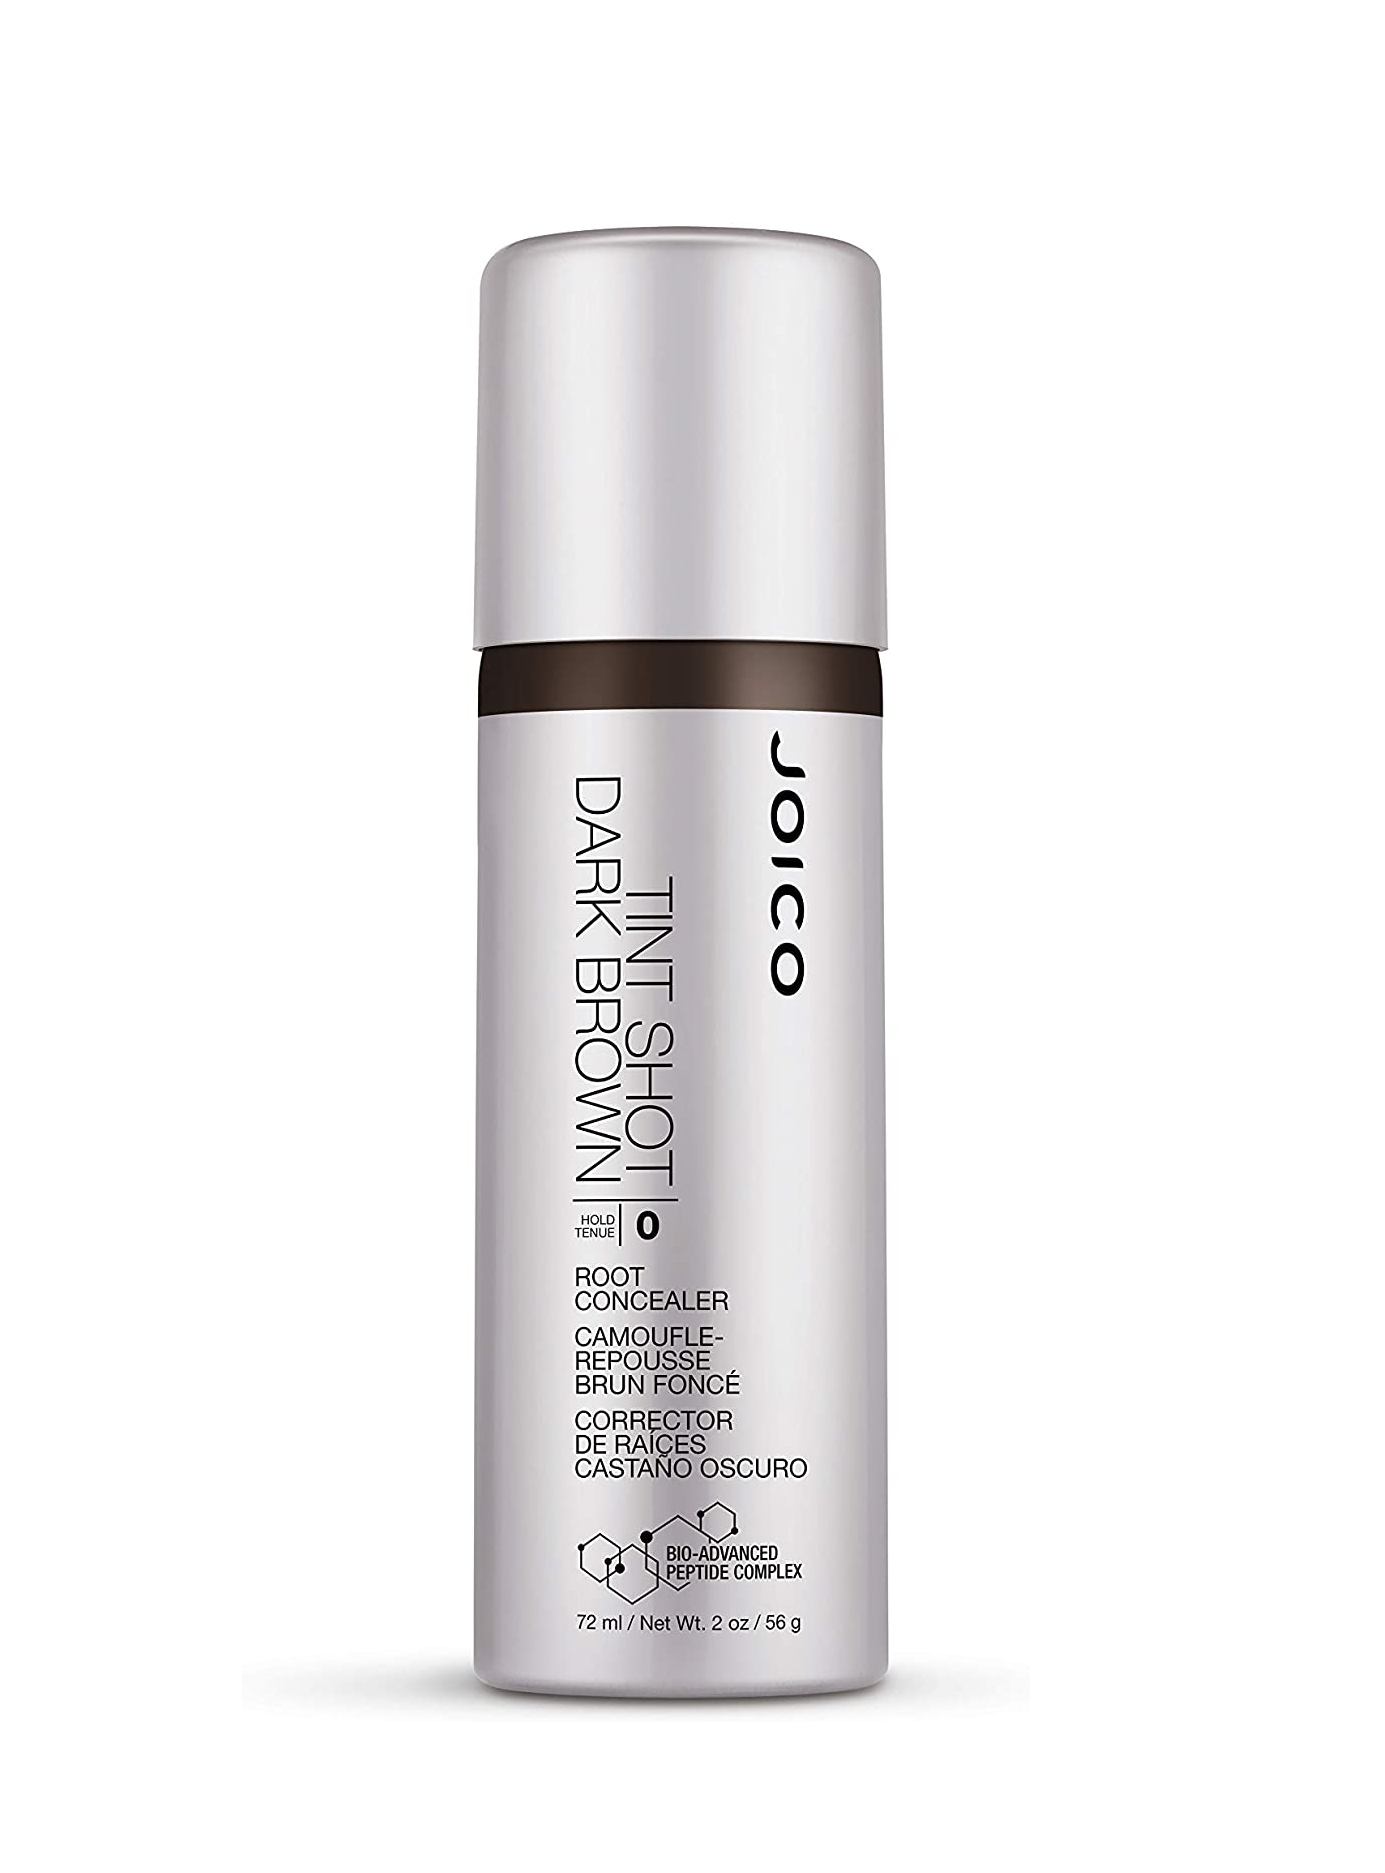 JOICO
TINT SHOT
DARK BROWN
HOLD
TENUE
0
ROOT
CONCEALER
CAMOUFLE-
REPOUSSE
BRUN FONCÉ
CORRECTOR
DE RAÍCES
CASTAÑO OSCURO
BIO-ADVANCED
PEPTIDE COMPLEX
72 ml / Net Wt. 2 oz / 56 g